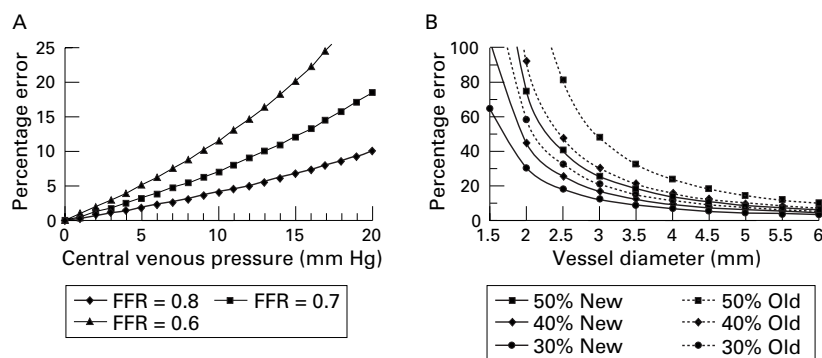 A
25
20
15
10
5
0
Percentage error
0 5 10 15 20
Central venous pressure (mm Hg)
FFR = 0.8 FFR = 0.7
FFR = 0.6
B
100
80
60
40
20
0
Percentage error
1.5 2 2.5 3 3.5 4 4.5 5 5.5 6
Vessel diameter (mm)
50% New 50% Old
40% New 40% Old
30% New 30% Old